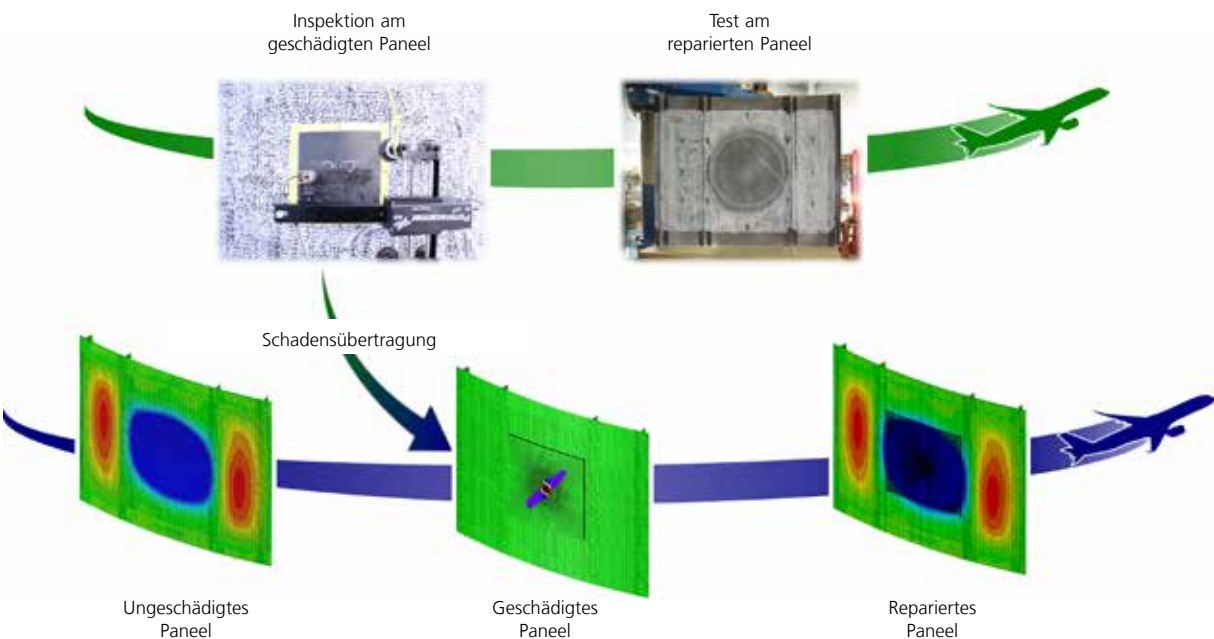 Inspektion am
geschädigten Paneel
Test am
reparierten Paneel
Schadensübertragung
Ungeschädigtes
Paneel
Geschädigtes
Paneel
Repariertes
Paneel